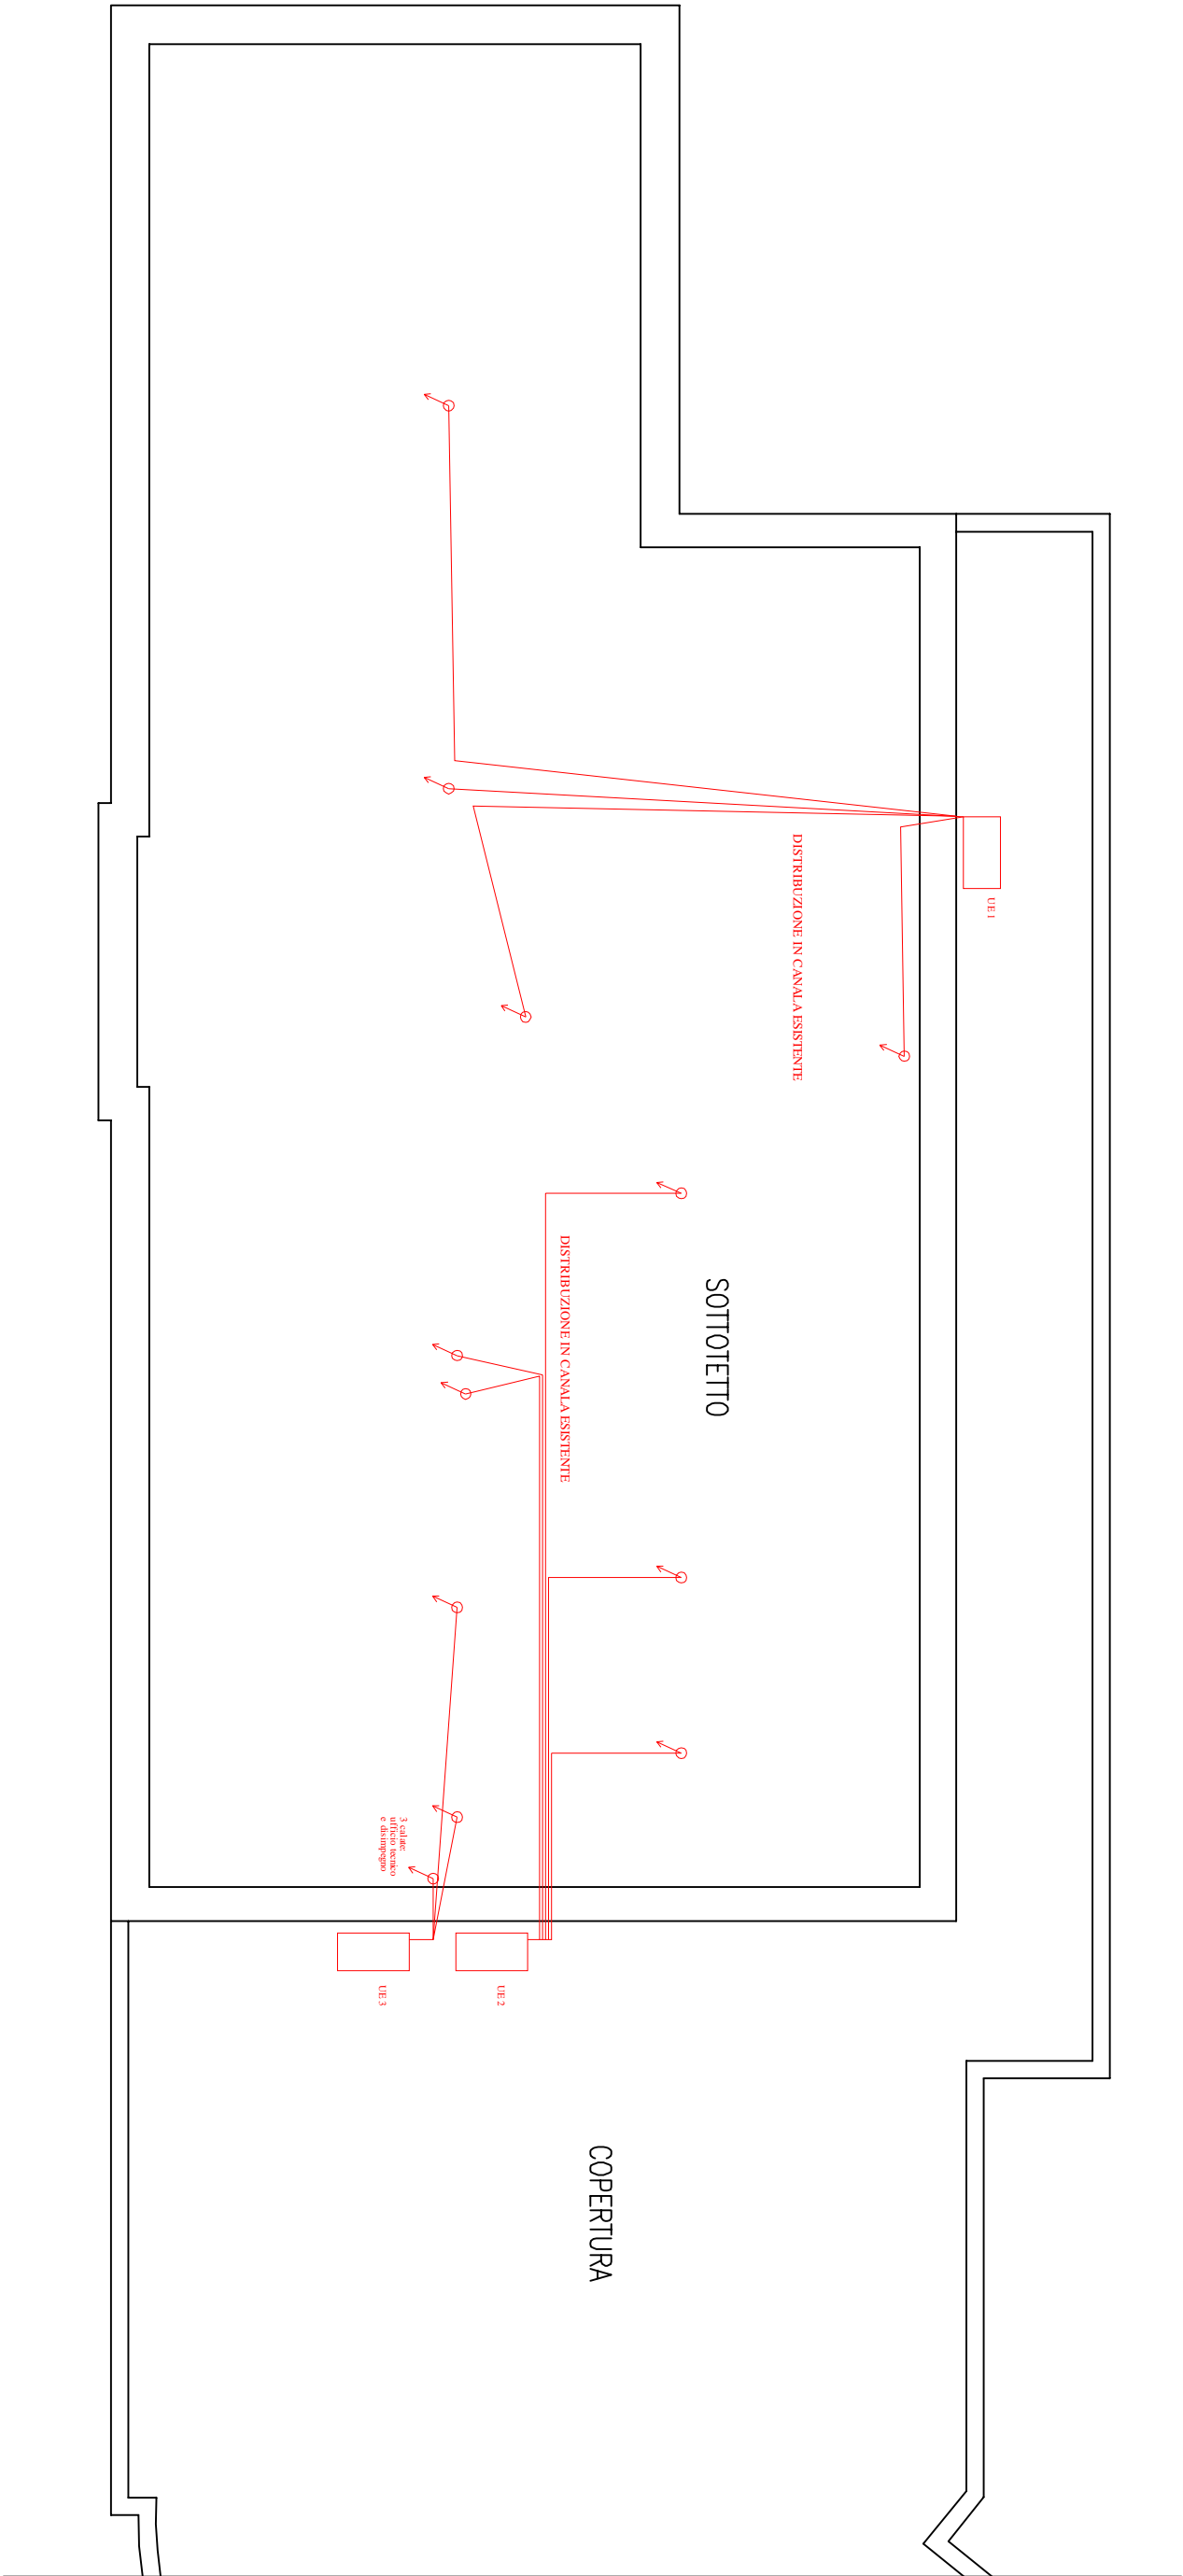 UE 1
DISTRIBUZIONE IN CANALA ESISTENTE
SOTTOTETTO
DISTRIBUZIONE IN CANALA ESISTENTE
3 calate:
ufficio tecnico
e disimpegno
UE 2
UE 3
COPERTURA